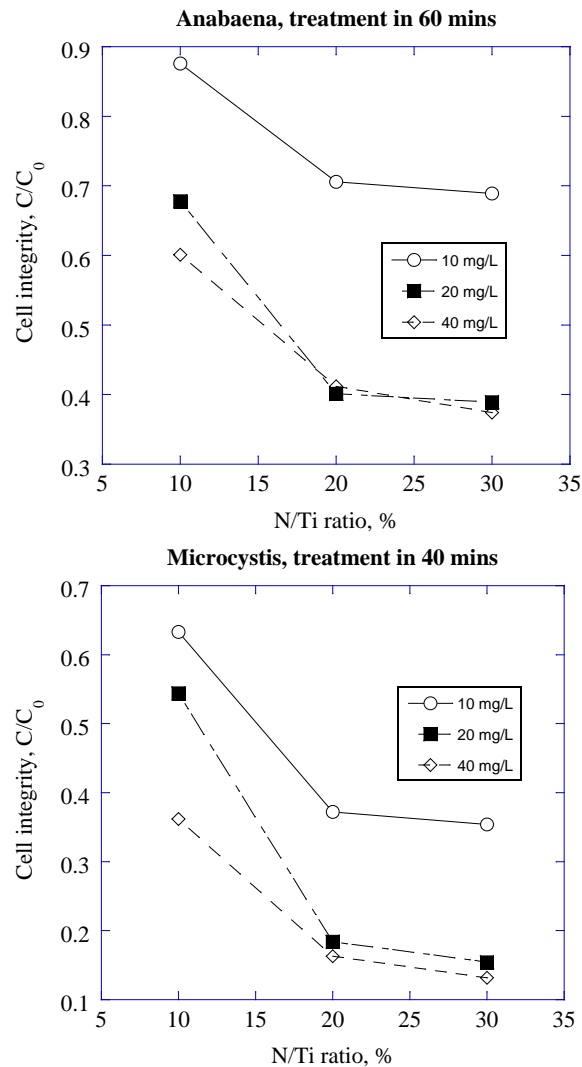 Anabaena, treatment in 60 mins
0.9
0.8
0.7
0.6
0.5
0.4
0.3
Cell integrity, C/C₀
10 mg/L
20 mg/L
40 mg/L
5 10 15 20 25 30 35
N/Ti ratio, %
Microcystis, treatment in 40 mins
0.7
0.6
0.5
0.4
0.3
0.2
0.1
Cell integrity, C/C₀
10 mg/L
20 mg/L
40 mg/L
5 10 15 20 25 30 35
N/Ti ratio, %